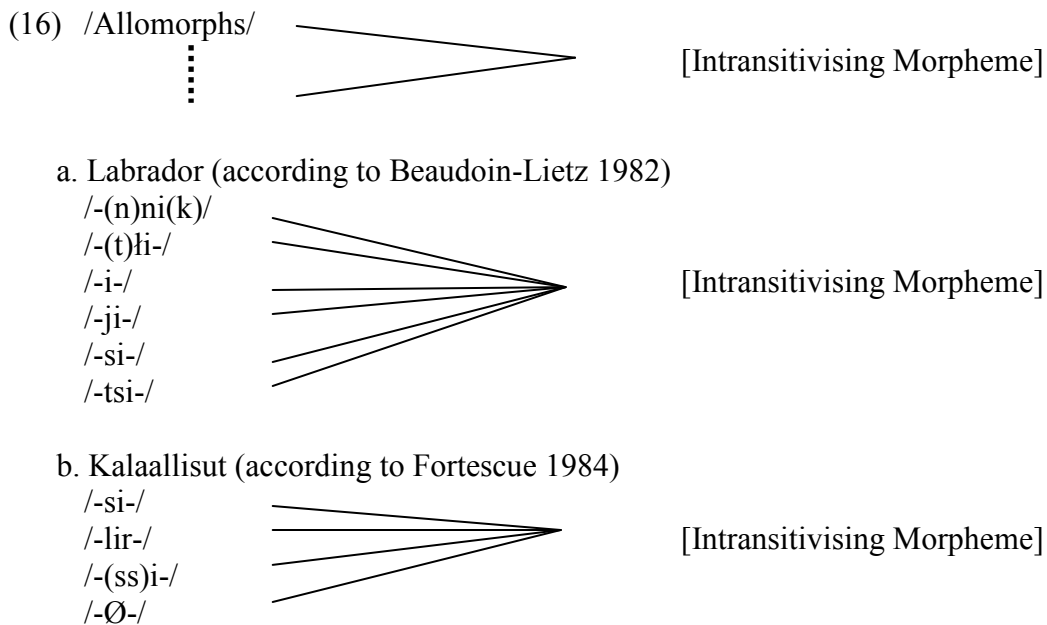 (16) /Allomorphs/
[Intransitivising Morpheme]
a. Labrador (according to Beaudoin-Lietz 1982)
/-(n)ni(k)/
/-(t)łi-/
/-i-/
[Intransitivising Morpheme]
/-ji-/
/-si-/
/-tsi-/
b. Kalaallisut (according to Fortescue 1984)
/-si-/
/-lir-/
[Intransitivising Morpheme]
/-(ss)i-/
/-Ø-/